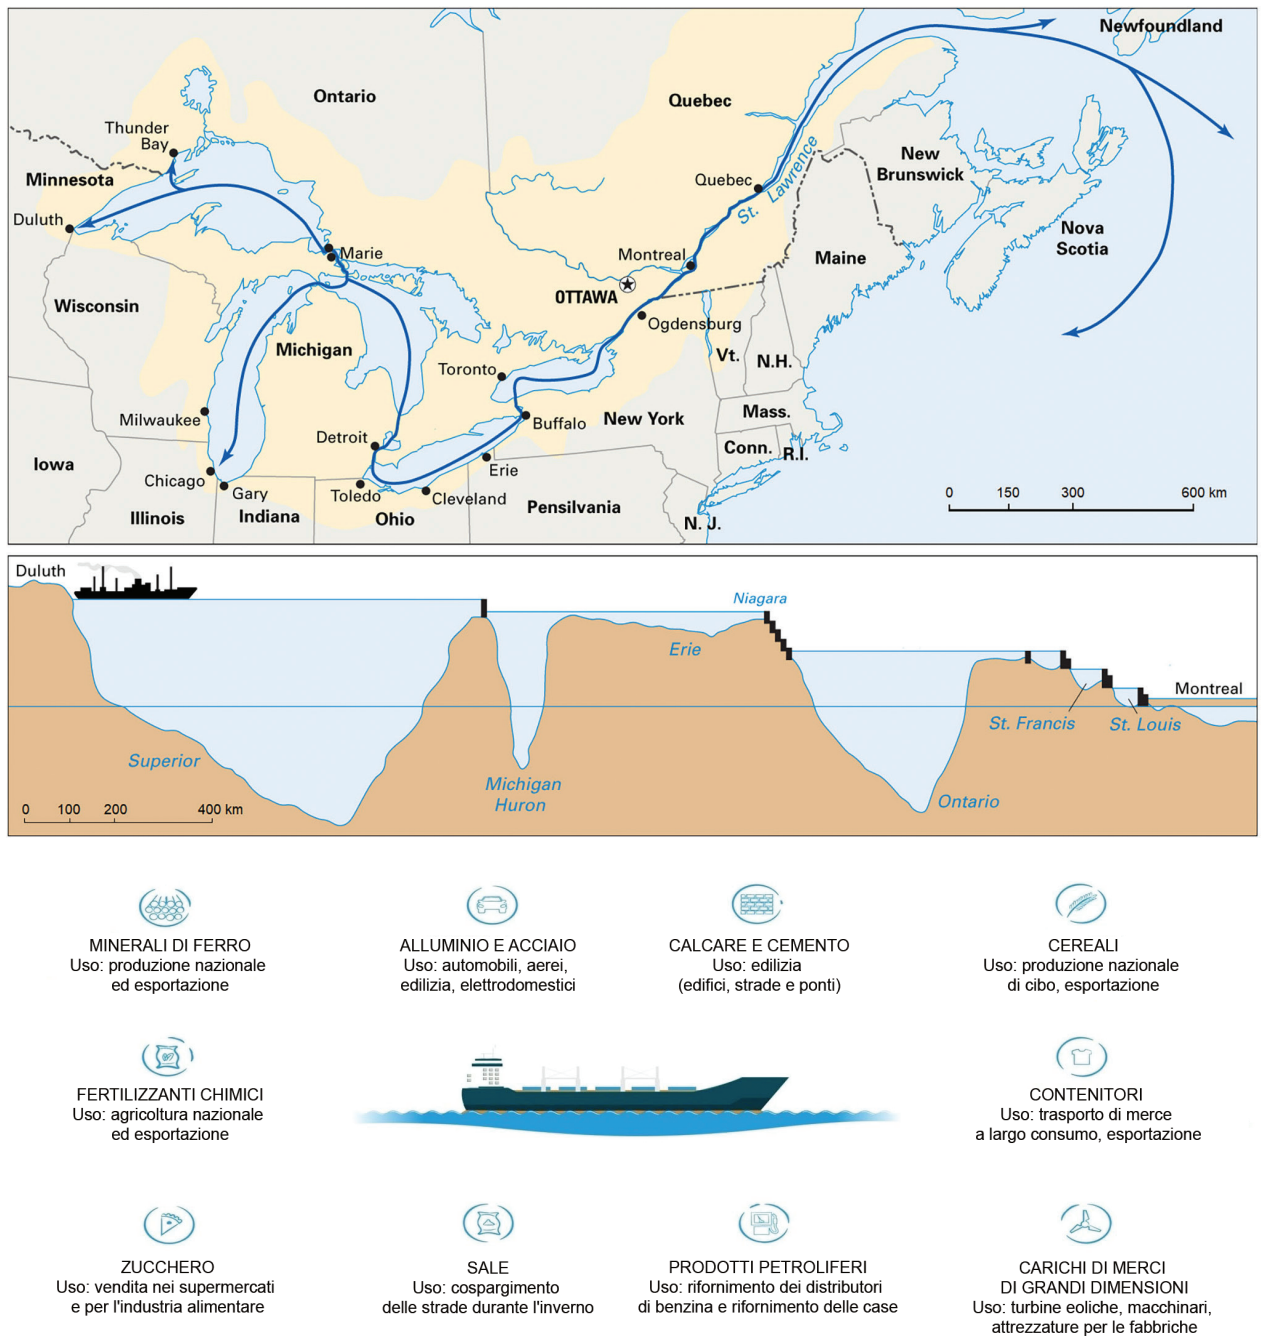 Newfoundland
Ontario
Quebec
Thunder
Bay
New
Brunswick
St. Lawrence
Minnesota
Quebec
Duluth
Nova
Scotia
Marie
Montreal
Maine
OTTAWA
Wisconsin
Ogdensburg
Michigan
Vt.
N.H.
Toronto
Milwaukee
Buffalo
New York
Mass.
Detroit
Conn.
R.I.
Iowa
Erie
Chicago
Gary
Toledo
Cleveland
Pensilvania
0 150 300 600 km
Illinois
Indiana
Ohio
N. J.
Duluth
Niagara
Erie
Montreal
St. Francis
St. Louis
Superior
Michigan
Huron
Ontario
0 100 200 400 km
MINERALI DI FERRO
Uso: produzione nazionale
ed esportazione
ALLUMINIO E ACCIAIO
Uso: automobili, aerei,
edilizia, elettrodomestici
CALCARE E CEMENTO
Uso: edilizia
(edifici, strade e ponti)
CEREALI
Uso: produzione nazionale
di cibo, esportazione
FERTILIZZANTI CHIMICI
Uso: agricoltura nazionale
ed esportazione
CONTENITORI
Uso: trasporto di merce
a largo consumo, esportazione
ZUCCHERO
Uso: vendita nei supermercati
e per l'industria alimentare
SALE
Uso: cospargimento
delle strade durante l'inverno
PRODOTTI PETROLIFERI
Uso: rifornimento dei distributori
di benzina e rifornimento delle case
CARICHI DI MERCI
DI GRANDI DIMENSIONI
Uso: turbine eoliche, macchinari,
attrezzature per le fabbriche